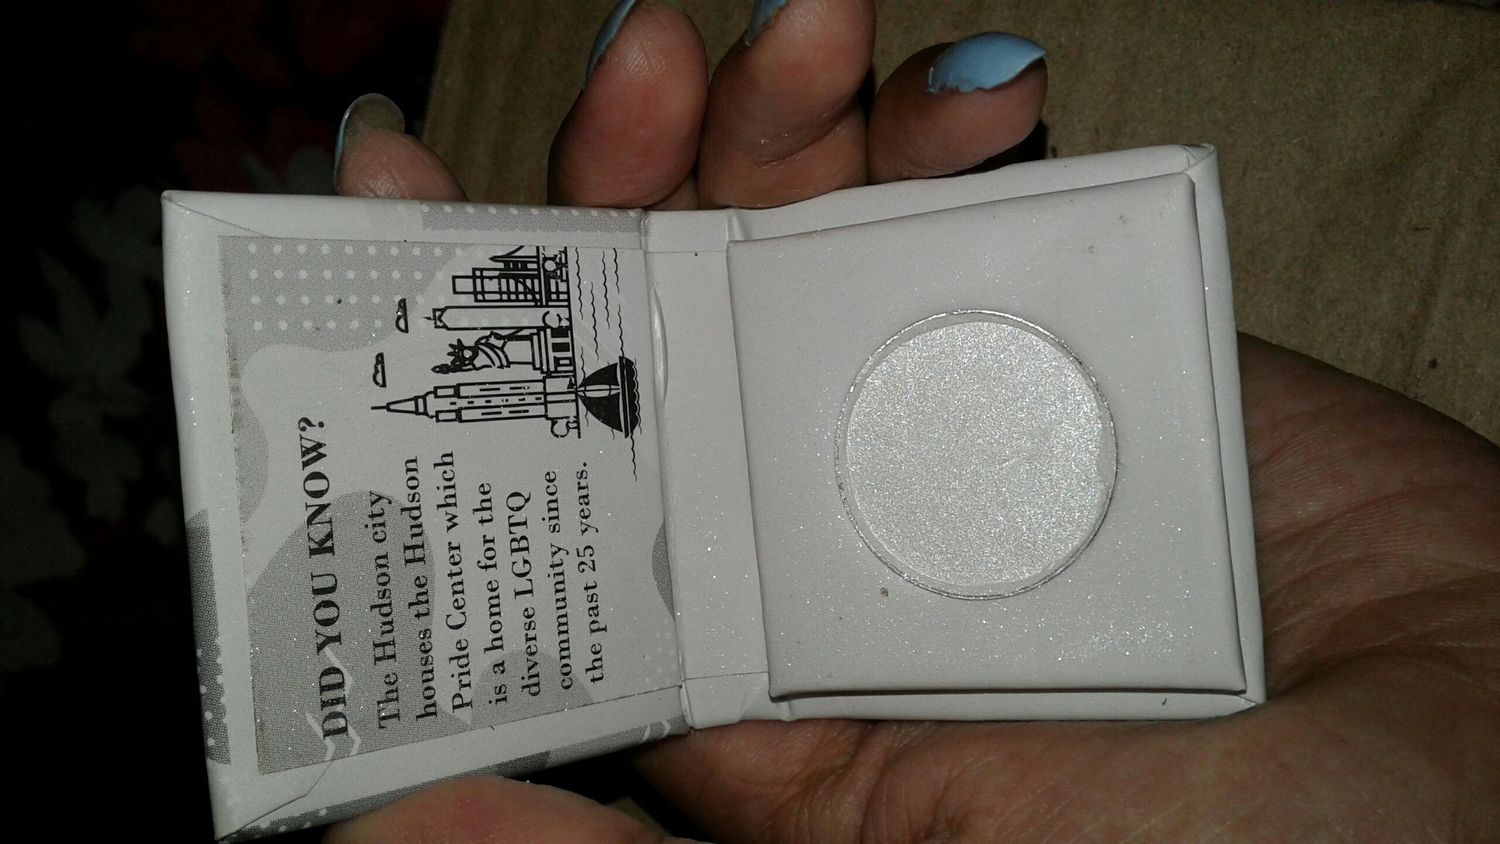 DID YOU KNOW?
The Hudson city
houses the Hudson
Pride Center which
is a home for the
diverse LGBTQ
community since
the past 25 years.